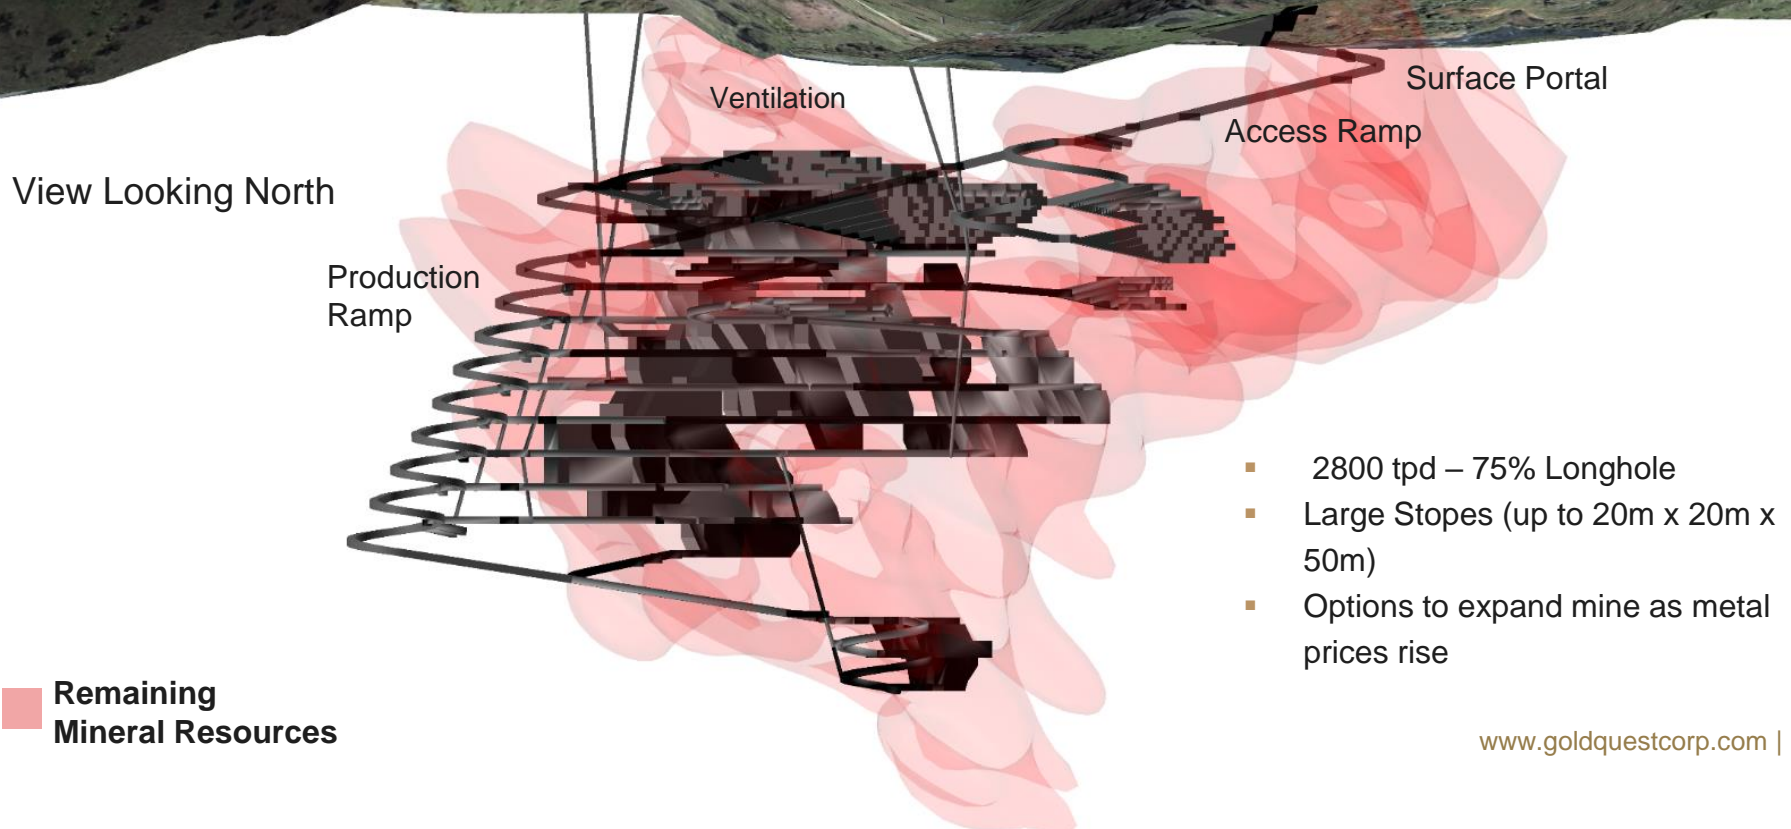 Ventilation
Surface Portal
Access Ramp
View Looking North
Production
Ramp
▪ 2800 tpd – 75% Longhole
▪ Large Stopes (up to 20m x 20m x
50m)
▪ Options to expand mine as metal
prices rise
Remaining
Mineral Resources
www.goldquestcorp.com |